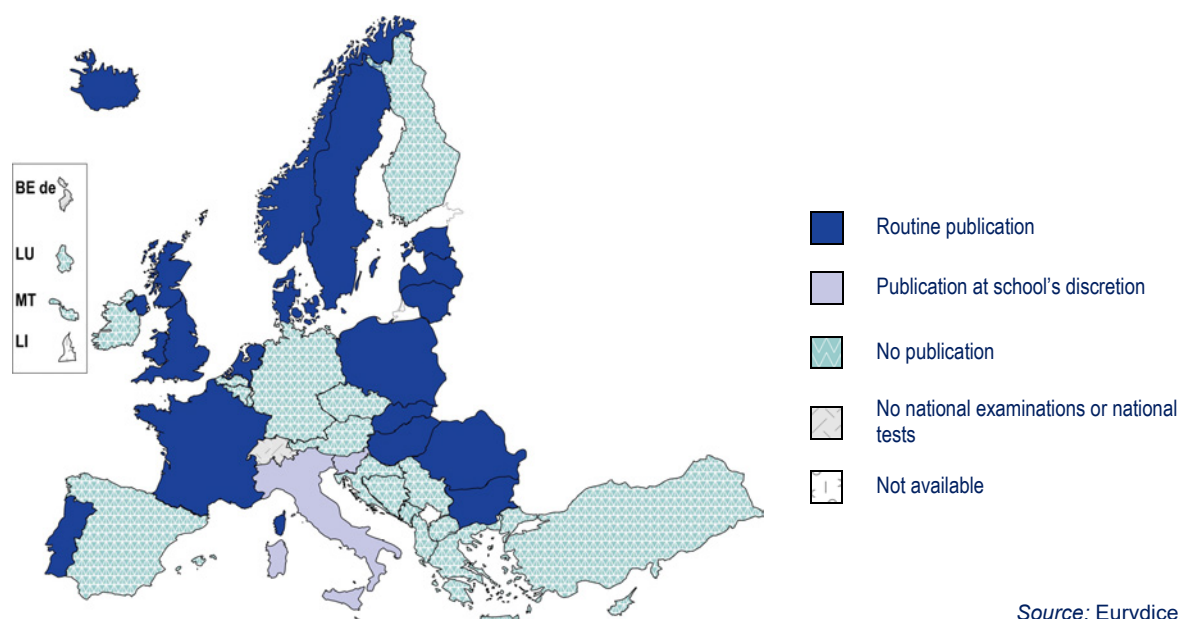 BE de
LU
MT
LI
Routine publication
Publication at school's discretion
No publication
No national examinations or national
tests
Not available
Source: Eurydice